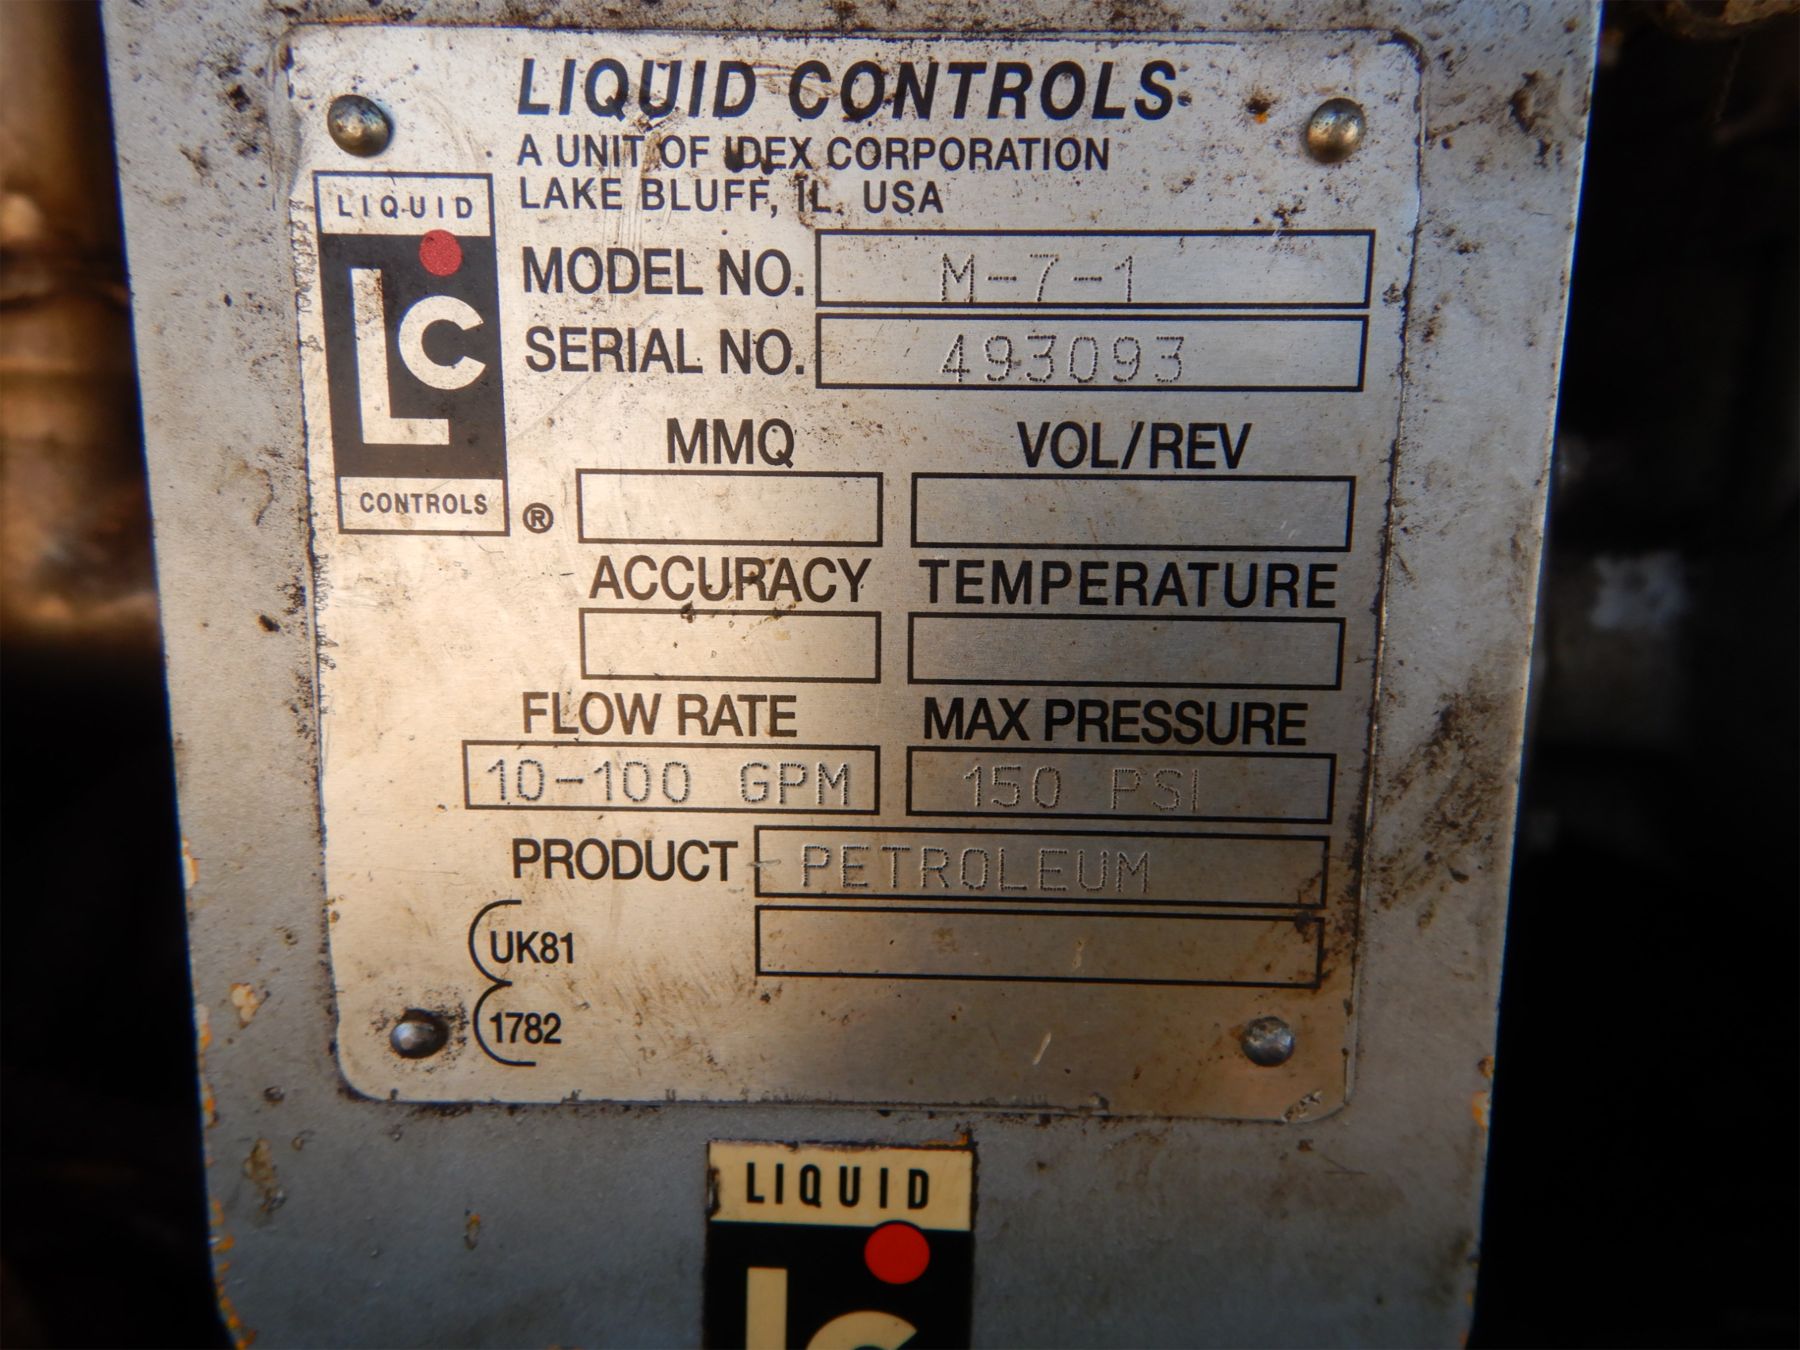 LIQUID CONTROLS
A UNIT OF IDEX CORPORATION
LAKE BLUFF, IL. USA
LIQUID
LC
CONTROLS
®
MODEL NO. M-7-1
SERIAL NO. 493093
MMQ VOL/REV
ACCURACY TEMPERATURE
FLOW RATE MAX PRESSURE
10-100 GPM 150 PSI
PRODUCT PETROLEUM
UK81
1782
LIQUID
LC